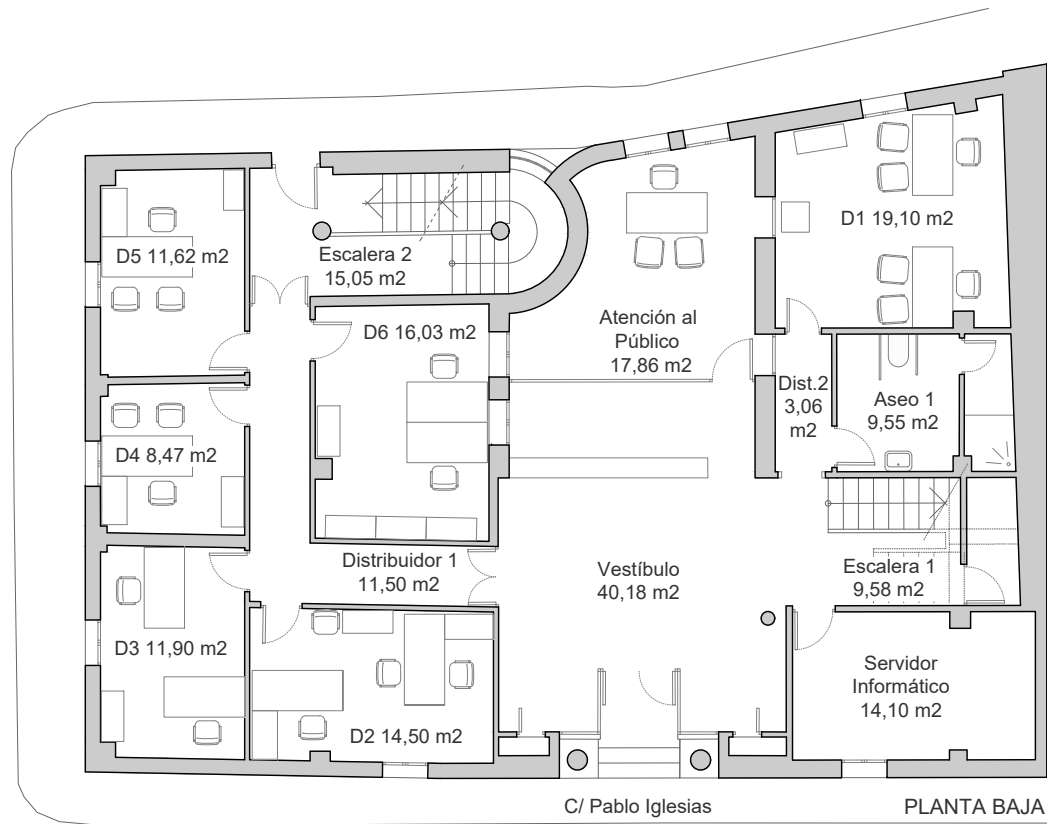 D5 11,62 m2
Escalera 2
15,05 m2
D1 19,10 m2
D6 16,03 m2
Atención al
Público
17,86 m2
Dist.2
3,06
m2
Aseo 1
9,55 m2
D4 8,47 m2
Distribuidor 1
11,50 m2
Vestíbulo
40,18 m2
Escalera 1
9,58 m2
D3 11,90 m2
Servidor
Informático
14,10 m2
D2 14,50 m2
C/ Pablo Iglesias
PLANTA BAJA